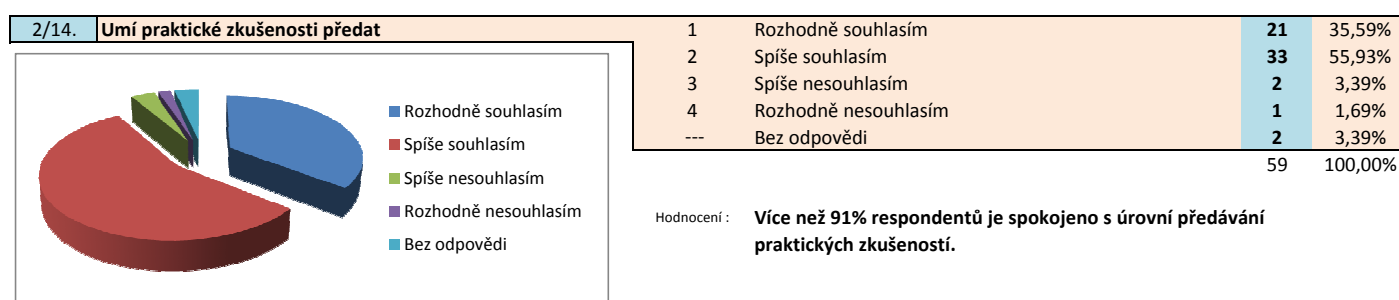 2/14. Umí praktické zkušenosti předat
1 Rozhodně souhlasím 21 35,59%
2 Spíše souhlasím 33 55,93%
3 Spíše nesouhlasím 2 3,39%
4 Rozhodně nesouhlasím 1 1,69%
--- Bez odpovědi 2 3,39%
59 100,00%
Rozhodně souhlasím
Spíše souhlasím
Spíše nesouhlasím
Rozhodně nesouhlasím
Bez odpovědi
Hodnocení : Více než 91% respondentů je spokojeno s úrovní předávání
praktických zkušeností.